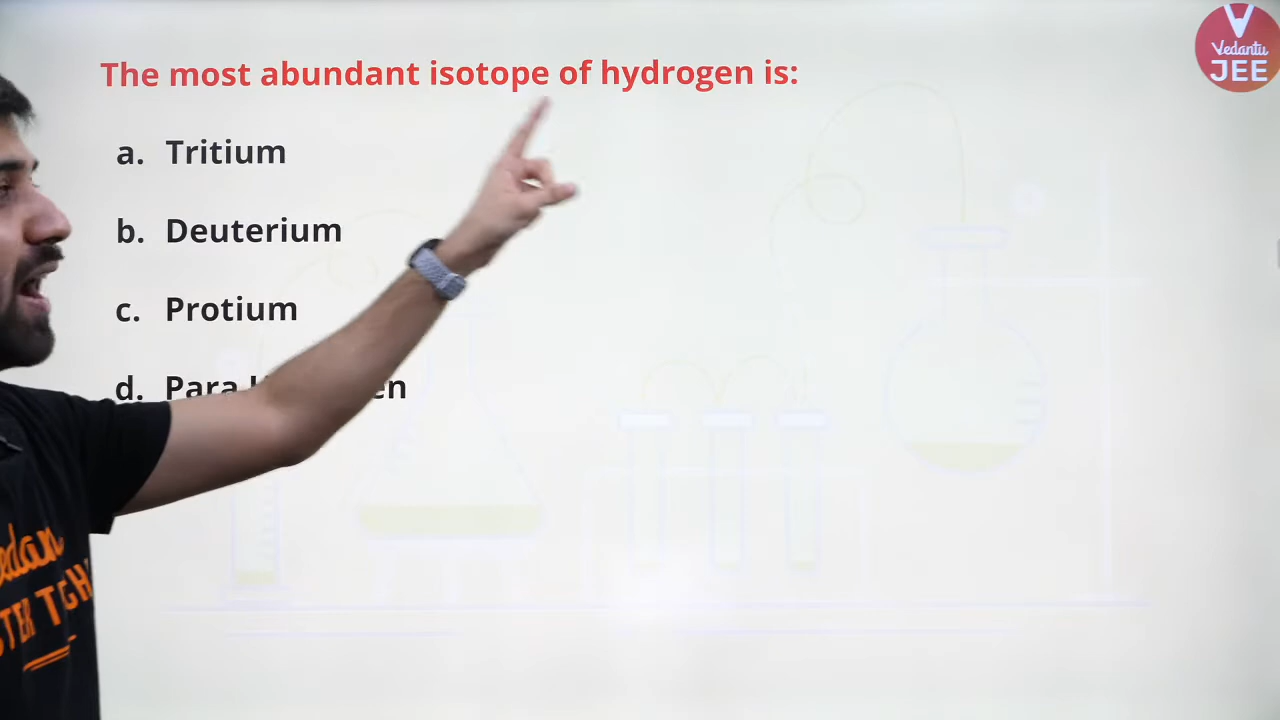 The most abundant isotope of hydrogen is:
a. Tritium
b. Deuterium
c. Protium
d. Para
Vedantu
JEE